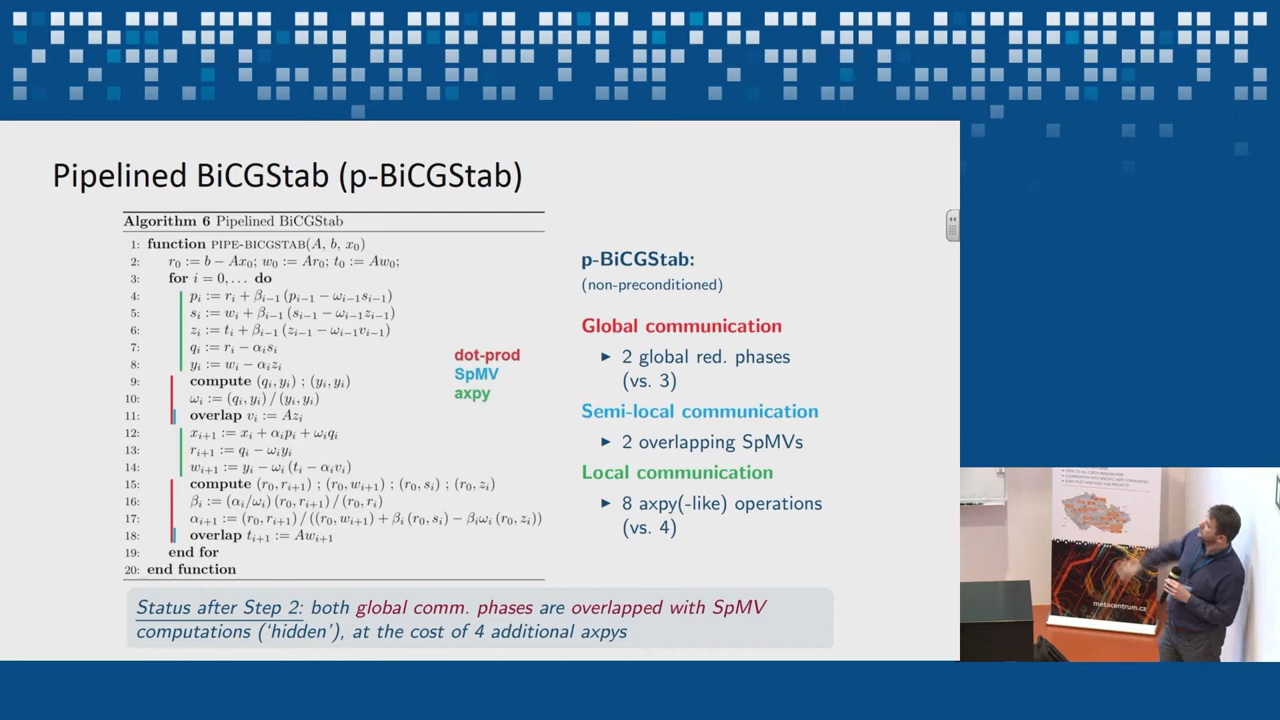 Pipelined BiCGStab (p-BiCGStab)
Algorithm 6 Pipelined BiCGStab
1: function PIPE-BICGSTAB(A, b, x₀)
2: r₀ := b − Ax₀; w₀ := Ar₀; t₀ := Aw₀;
3: for i = 0, . . . do
4: pᵢ := rᵢ + βᵢ₋₁ (pᵢ₋₁ − ωᵢ₋₁sᵢ₋₁)
5: sᵢ := wᵢ + βᵢ₋₁ (sᵢ₋₁ − ωᵢ₋₁zᵢ₋₁)
6: zᵢ := tᵢ + βᵢ₋₁ (zᵢ₋₁ − ωᵢ₋₁vᵢ₋₁)
7: qᵢ := rᵢ − αᵢsᵢ
8: yᵢ := wᵢ − αᵢzᵢ
9: compute (qᵢ, yᵢ) ; (yᵢ, yᵢ)
10: ωᵢ := (qᵢ, yᵢ) / (yᵢ, yᵢ)
11: overlap vᵢ := Azᵢ
12: xᵢ₊₁ := xᵢ + αᵢpᵢ + ωᵢqᵢ
13: rᵢ₊₁ := qᵢ − ωᵢyᵢ
14: wᵢ₊₁ := yᵢ − ωᵢ (tᵢ − αᵢvᵢ)
15: compute (r₀, rᵢ₊₁) ; (r₀, wᵢ₊₁) ; (r₀, sᵢ) ; (r₀, zᵢ)
16: βᵢ := (αᵢ/ωᵢ) (r₀, rᵢ₊₁) / (r₀, rᵢ)
17: αᵢ₊₁ := (r₀, rᵢ₊₁) / ((r₀, wᵢ₊₁) + βᵢ (r₀, sᵢ) − βᵢωᵢ (r₀, zᵢ))
18: overlap tᵢ₊₁ := Awᵢ₊₁
19: end for
20: end function
dot-prod
SpMV
axpy
p-BiCGStab:
(non-preconditioned)
Global communication
▶ 2 global red. phases
(vs. 3)
Semi-local communication
▶ 2 overlapping SpMVs
Local communication
▶ 8 axpy(-like) operations
(vs. 4)
Status after Step 2: both global comm. phases are overlapped with SpMV
computations (‘hidden’), at the cost of 4 additional axpys
metacentrum.cz